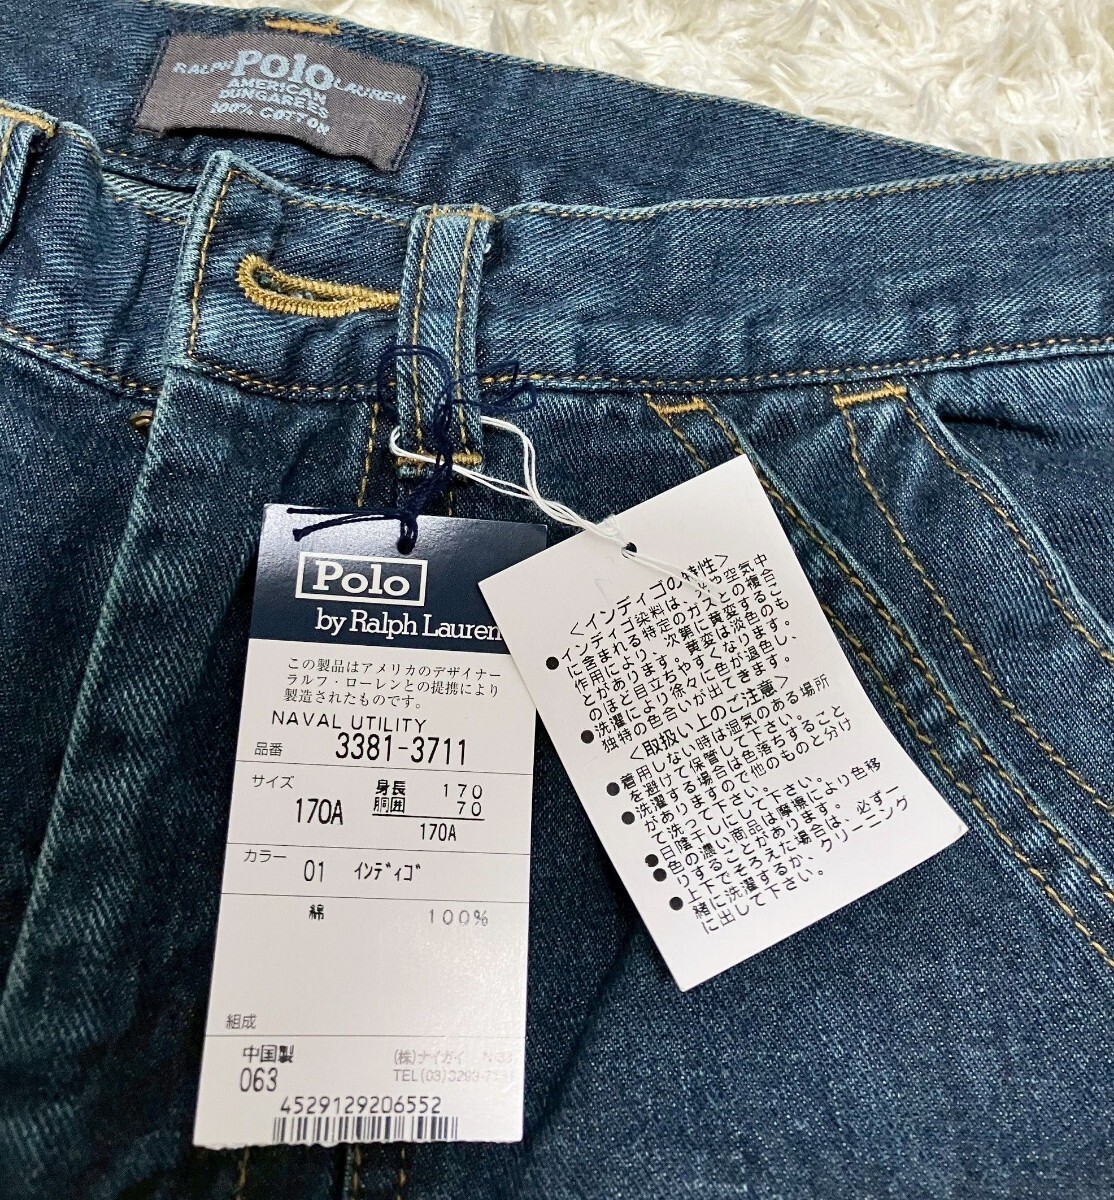 RALPH Polo LAUREN
AMERICAN
DUNGAREES
100% COTTON
Polo
by Ralph Lauren
この製品はアメリカのデザイナー
ラルフ・ローレンとの提携により
製造されたものです。
NAVAL UTILITY
品番 3381-3711
サイズ 身長 170
170A 胴囲 70
170A
カラー 01 インディゴ
綿 100%
組成
中国製 (株)ナイガイ
063 TEL(03)3293-
4529129206552
<インディゴの特性>
●インディゴ染料は、
に含まれる特定のガスとの複合
作用により、次第に黄変するこ
とがあります。黄変は淡色のも
のほど目立ちやすくなります。
●洗濯により徐々に色が退色し、
独特の色合いが出てきます。
<取扱い上のご注意>
●着用しない時は湿気のある場所
を避けて保管して下さい。
●洗濯する場合は色落ちすること
がありますので他のものと分け
て洗って下さい。
●日陰干しにして下さい。
●色の濃い商品は摩擦により色移
りすることがあります。
●上下でそろえた場合は、必ず一
緒に洗濯するか、クリーニング
に出して下さい。